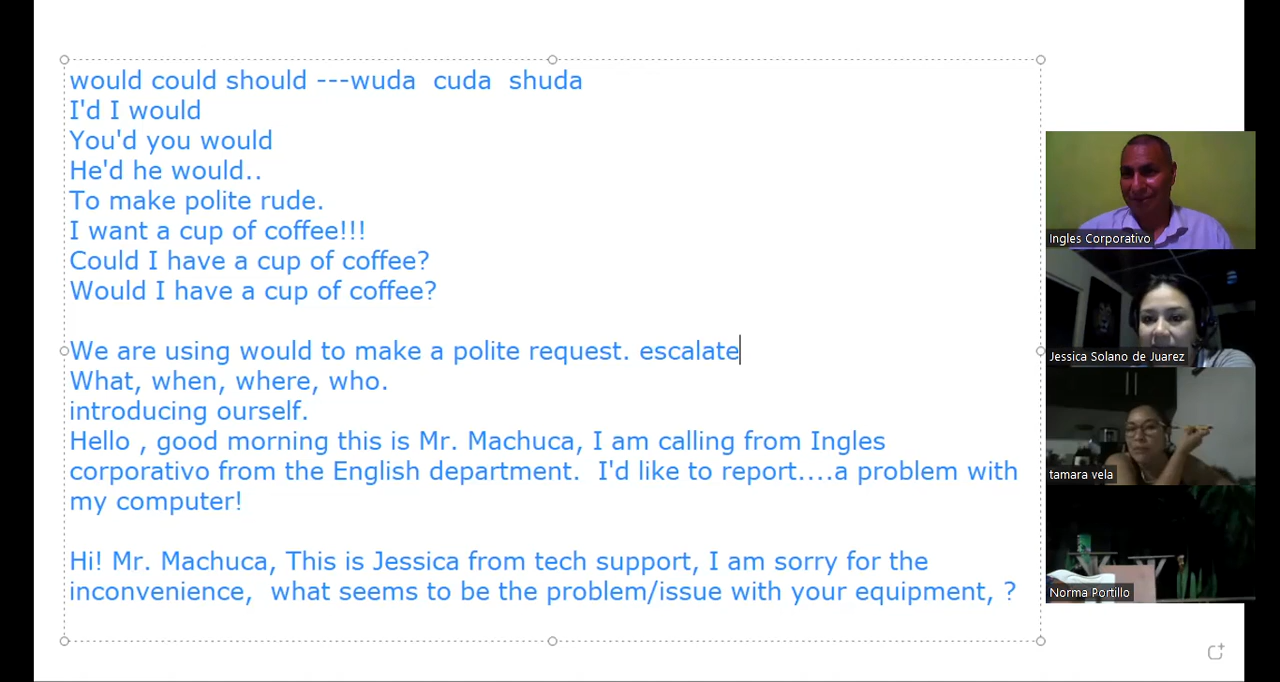 would could should ---wuda  cuda  shuda
I'd I would
You'd you would
He'd he would..
To make polite rude.
I want a cup of coffee!!!
Could I have a cup of coffee?
Would I have a cup of coffee?
We are using would to make a polite request. escalate
What, when, where, who.
introducing ourself.
Hello , good morning this is Mr. Machuca, I am calling from Ingles
corporativo from the English department.  I'd like to report....a problem with
my computer!
Hi! Mr. Machuca, This is Jessica from tech support, I am sorry for the
inconvenience,  what seems to be the problem/issue with your equipment, ?
Ingles Corporativo
Jessica Solano de Juarez
tamara vela
Norma Portillo